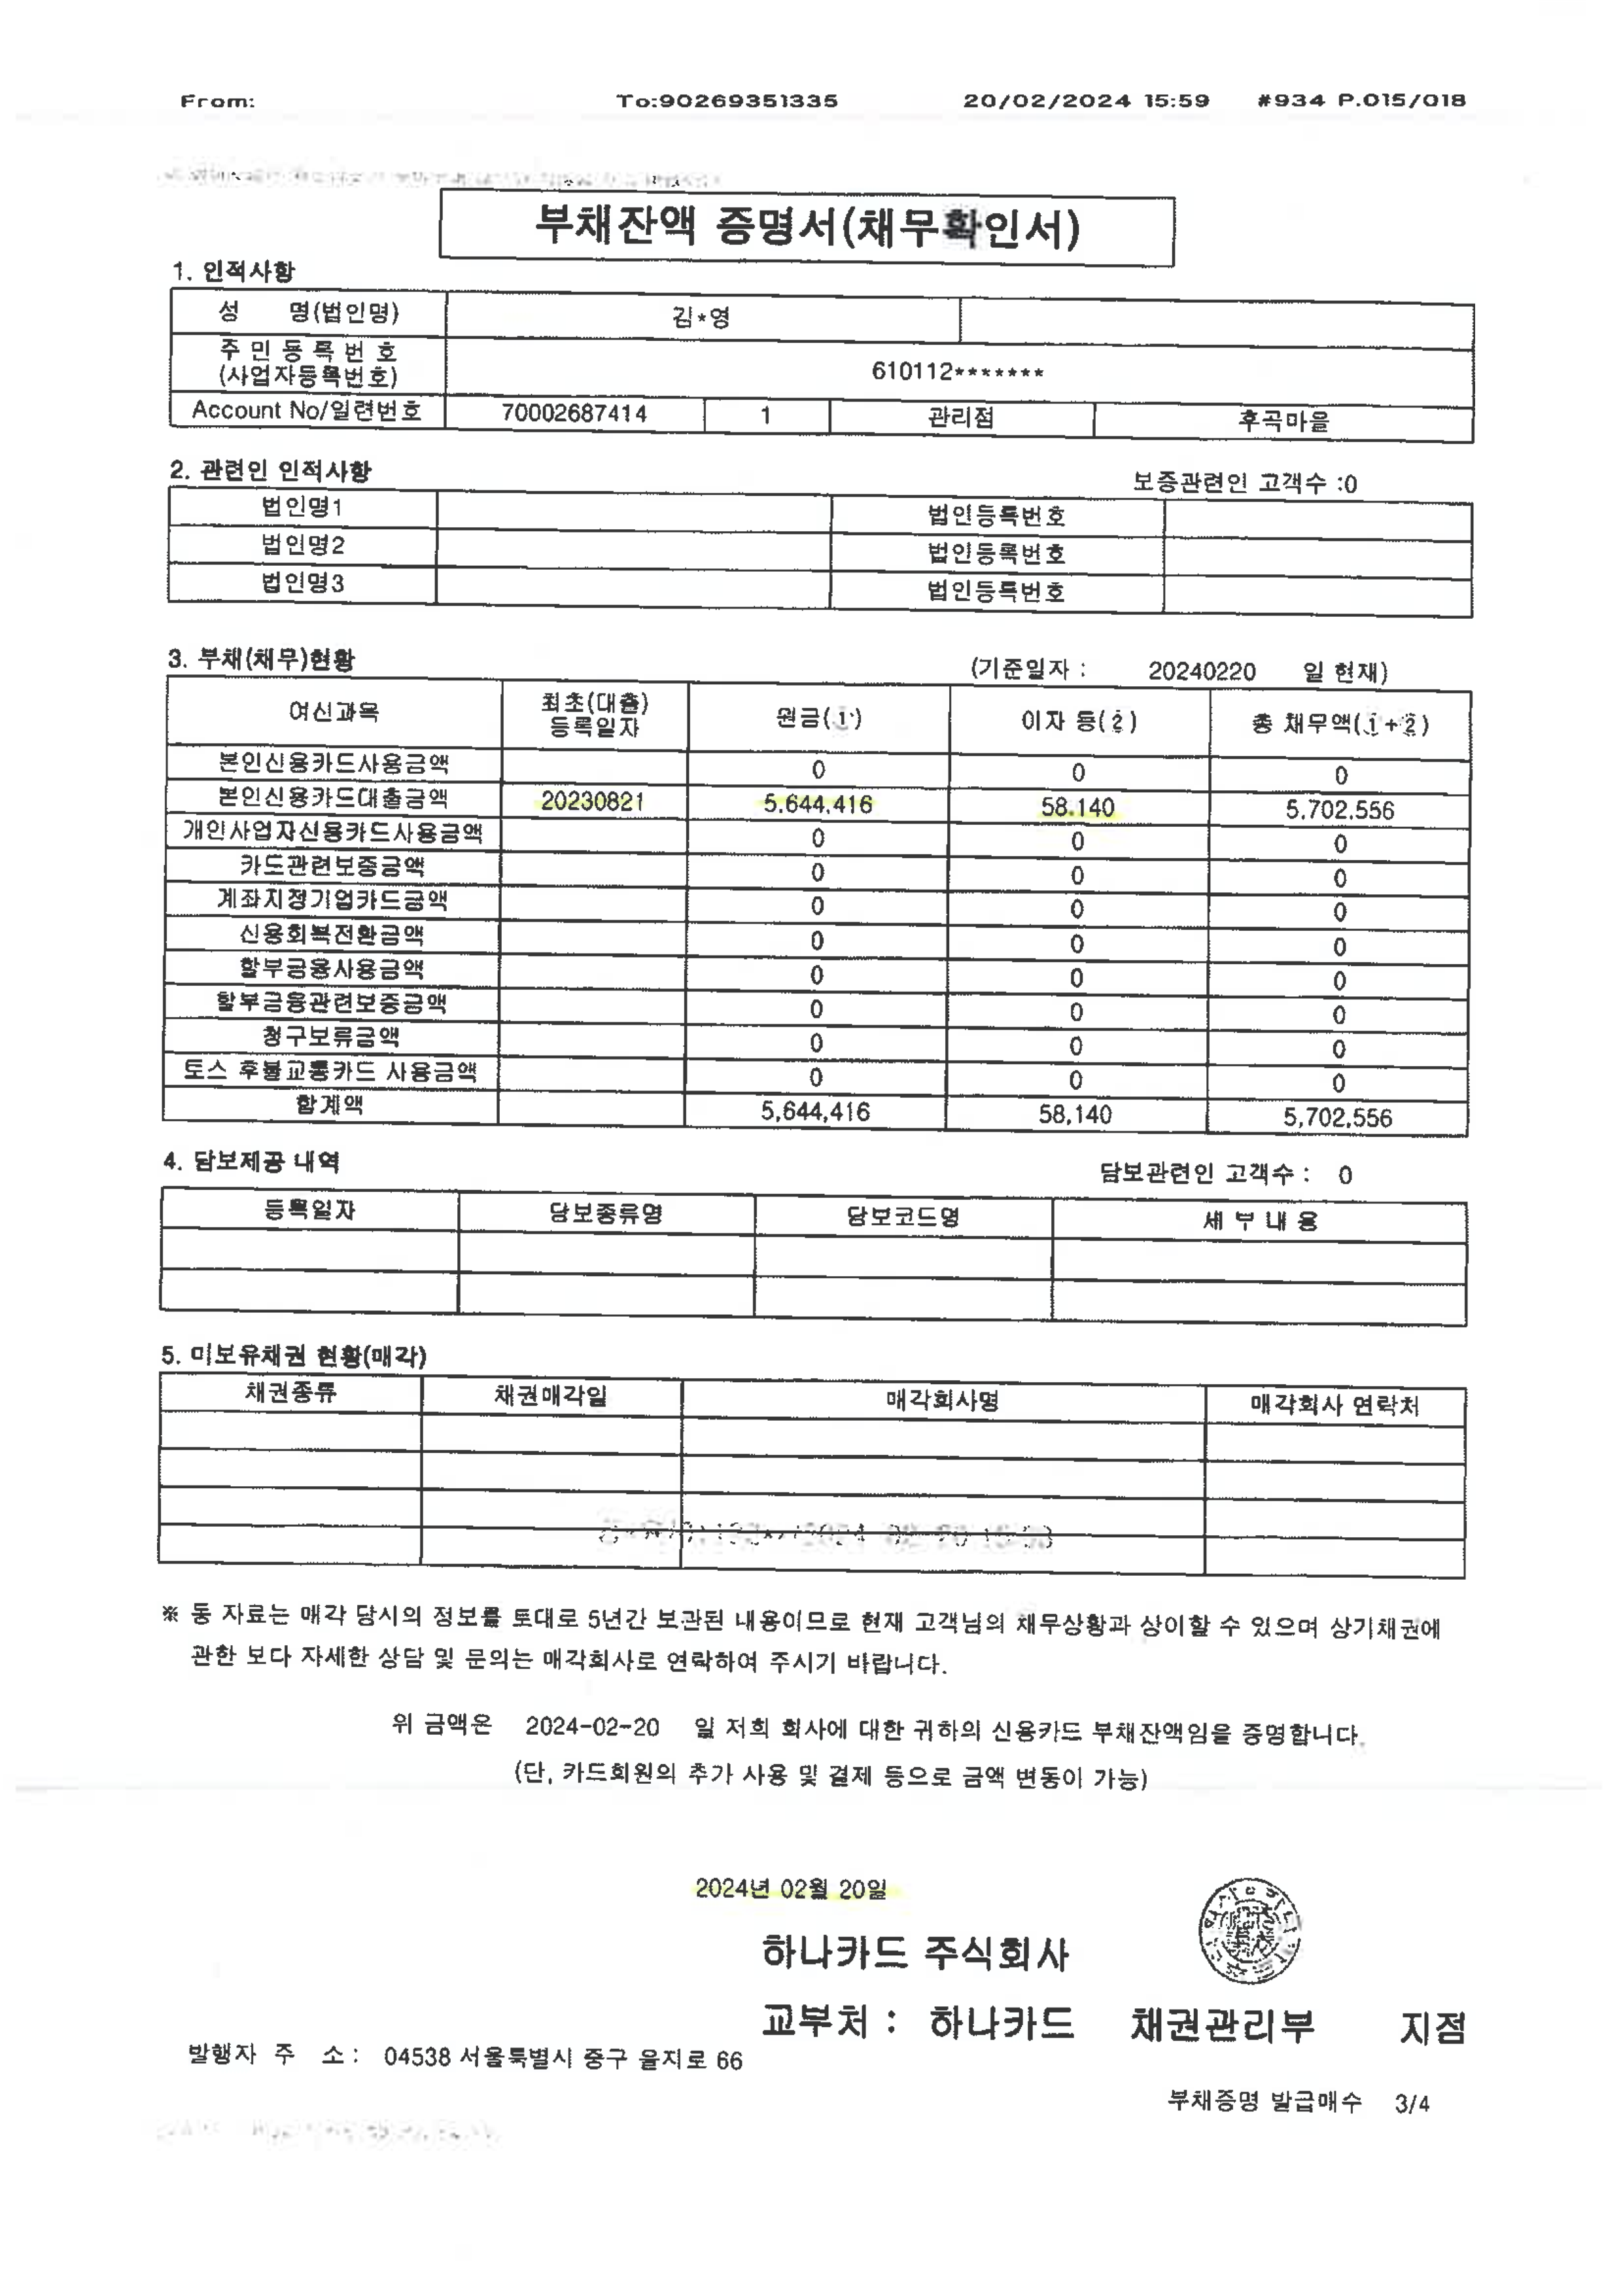 From: To:90269351335 20/02/2024 15:59 #934 P.015/018
부채잔액 증명서(채무확인서)
1. 인적사항
성 명(법인명) 김*영
주 민 등 록 번 호
(사업자등록번호) 610112*******
Account No/일련번호 70002687414 1 관리점 후곡마을
2. 관련인 인적사항 보증관련인 고객수 :0
법인명1 법인등록번호
법인명2 법인등록번호
법인명3 법인등록번호
3. 부채(채무)현황 (기준일자 : 20240220 일 현재)
여신과목 최초(대출) 등록일자 원금(1) 이자 등(2) 총 채무액(1+2)
본인신용카드사용금액 0 0 0
본인신용카드대출금액 20230821 5,644,416 58,140 5,702,556
개인사업자신용카드사용금액 0 0 0
카드관련보증금액 0 0 0
계좌지정기업카드금액 0 0 0
신용회복전환금액 0 0 0
할부금융사용금액 0 0 0
할부금융관련보증금액 0 0 0
청구보류금액 0 0 0
토스 후불교통카드 사용금액 0 0 0
합계액 5,644,416 58,140 5,702,556
4. 담보제공 내역 담보관련인 고객수 : 0
등록일자 담보종류명 담보코드명 세 부 내 용
5. 미보유채권 현황(매각)
채권종류 채권매각일 매각회사명 매각회사 연락처
※ 동 자료는 매각 당시의 정보를 토대로 5년간 보관된 내용이므로 현재 고객님의 채무상황과 상이할 수 있으며 상기채권에
관한 보다 자세한 상담 및 문의는 매각회사로 연락하여 주시기 바랍니다.
위 금액은 2024-02-20 일 저희 회사에 대한 귀하의 신용카드 부채잔액임을 증명합니다.
(단, 카드회원의 추가 사용 및 결제 등으로 금액 변동이 가능)
2024년 02월 20일
하나카드 주식회사
교부처 : 하나카드 채권관리부 지점
발행자 주 소 : 04538 서울특별시 중구 을지로 66
부채증명 발급매수 3/4